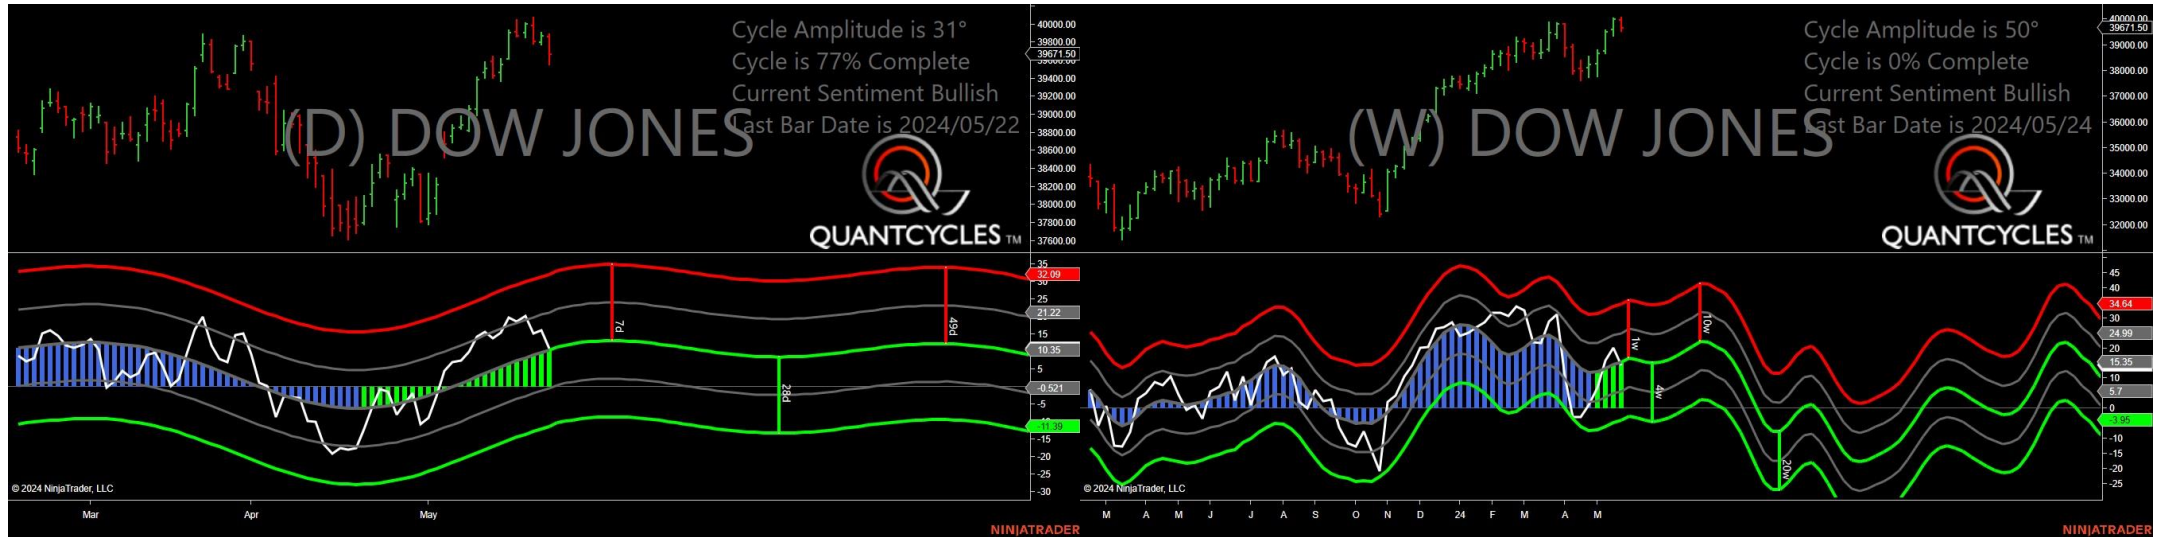 Cycle Amplitude is 31°
Cycle is 77% Complete
Current Sentiment Bullish
Last Bar Date is 2024/05/22
(D) DOW JONES
QUANTCYCLES TM
40000.00
39800.00
39671.50
39400.00
39200.00
39000.00
38800.00
38600.00
38400.00
38200.00
38000.00
37800.00
37600.00
35
32.09
30
25
21.22
15
10.35
5
-0.521
-5
-11.39
-15
-20
-25
-30
7d
28d
49d
© 2024 NinjaTrader, LLC
Mar Apr May
NINJATRADER
Cycle Amplitude is 50°
Cycle is 0% Complete
Current Sentiment Bullish
Last Bar Date is 2024/05/24
(W) DOW JONES
QUANTCYCLES TM
40000.00
39671.50
39000.00
38000.00
37000.00
36000.00
35000.00
34000.00
33000.00
32000.00
45
40
34.64
30
24.99
20
15.35
10
5.7
0
-3.95
-10
-15
-20
-25
1w
4w
10w
20w
© 2024 NinjaTrader, LLC
M A M J J A S O N D 24 F M A M
NINJATRADER